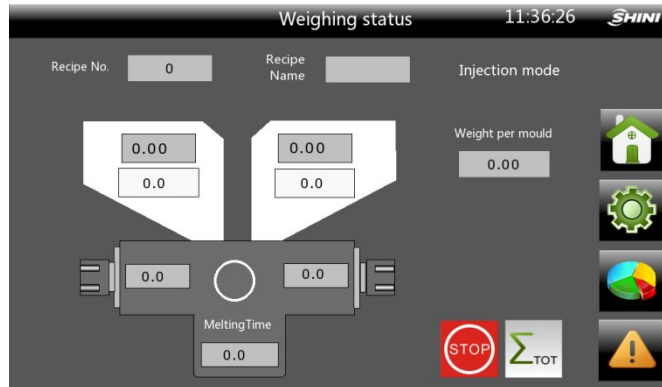 Weighing status
11:36:26
SHINI
Recipe No.
0
Recipe
Name
Injection mode
0.00
0.00
Weight per mould
0.0
0.0
0.00
0.0
0.0
MeltingTime
0.0
STOP
ΣTOT